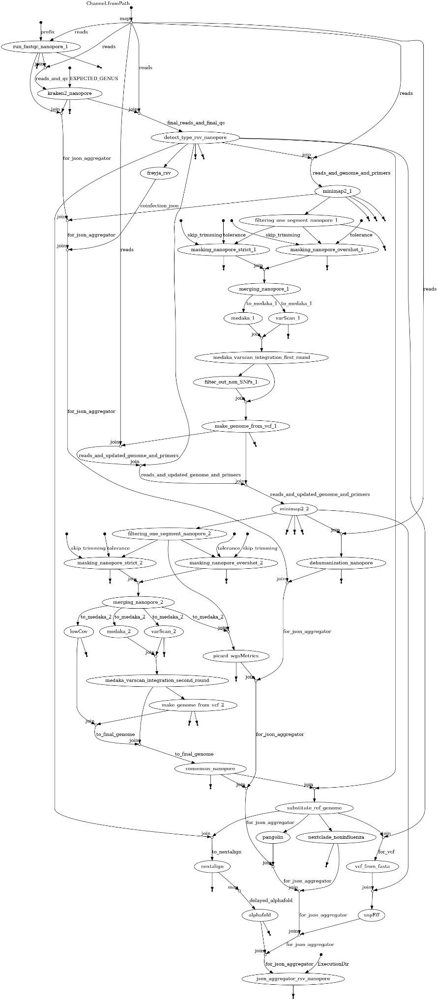 Channel.fromPath
map
prefix
reads
run_fastqc_nanopore_1
reads
join
reads
reads_and_qc
EXPECTED_GENUS
kraken2_nanopore
reads
join
join
final_reads_and_final_qc
detect_type_rsv_nanopore
for_json_aggregator
join
freyja_rsv
reads_and_genome_and_primers
minimap2_1
coinfection_json
join
filtering_one_segment_nanopore_1
for_json_aggregator
skip_trimming
tolerance
skip_trimming
tolerance
join
reads
masking_nanopore_strict_1
masking_nanopore_overshot_1
join
merging_nanopore_1
reads
to_medaka_1
to_medaka_1
medaka_1
varScan_1
join
medaka_varscan_integration_first_round
filter_out_non_SNPs_1
join
for_json_aggregator
make_genome_from_vcf_1
join
reads_and_updated_genome_and_primers
join
reads_and_updated_genome_and_primers
join
reads_and_updated_genome_and_primers
minimap2_2
filtering_one_segment_nanopore_2
join
skip_trimming
tolerance
tolerance
skip_trimming
masking_nanopore_strict_2
masking_nanopore_overshot_2
dehumanization_nanopore
join
join
merging_nanopore_2
to_medaka_2
to_medaka_2
to_medaka_2
to_medaka_2
join
lowCov
medaka_2
varScan_2
for_json_aggregator
join
picard_wgsMetrics
join
medaka_varscan_integration_second_round
make_genome_from_vcf_2
join
to_final_genome
for_json_aggregator
join
to_final_genome
consensus_nanopore
join
join
substitute_ref_genome
for_json_aggregator
join
pangolin
nextclade_noninfluenza
join
to_nextalign
for_vcf
join
nextalign
vcf_from_fasta
for_json_aggregator
map
join
join
delayed_alphafold
alphafold
for_json_aggregator
snpEff
join
for_json_aggregator
join
for_json_aggregator
ExecutionDir
json_aggregator_rsv_nanopore